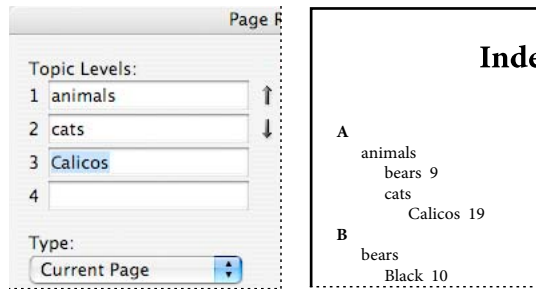 Page
Topic Levels:
1 animals
2 cats
3 Calicos
4
Type:
Current Page
Inde
A
animals
bears 9
cats
Calicos 19
B
bears
Black 10